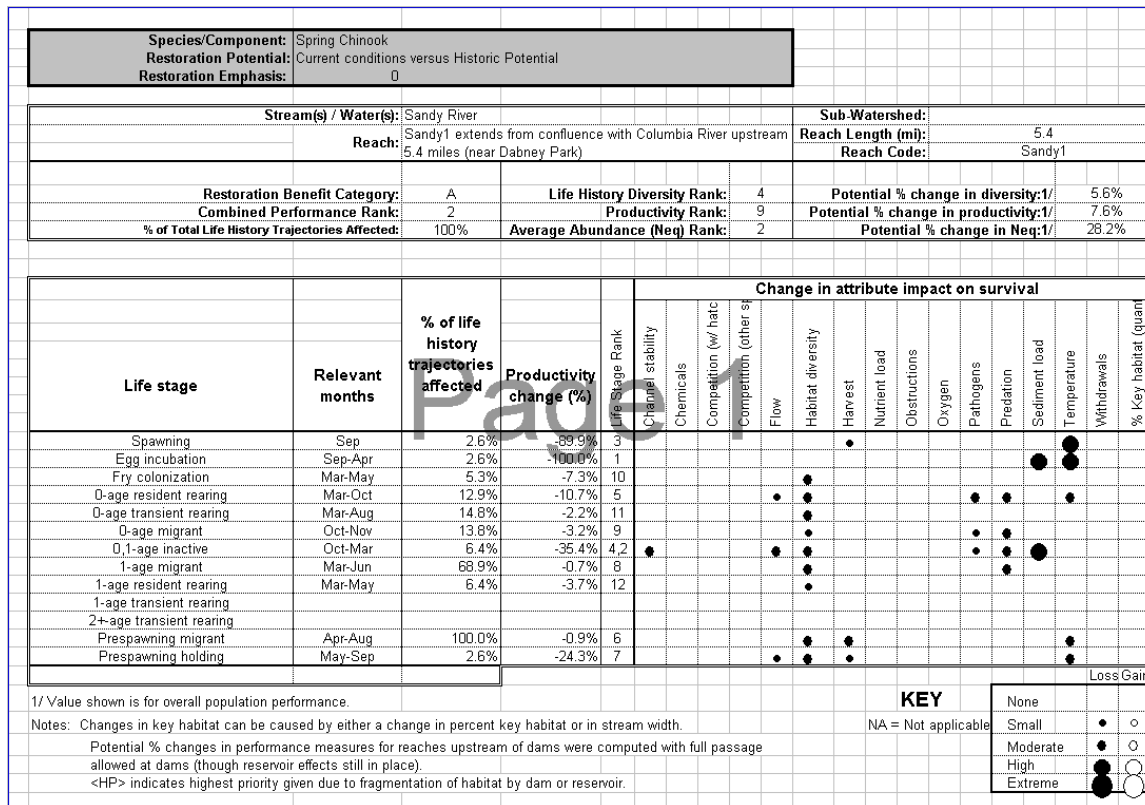 Species/Component: Spring Chinook
Restoration Potential: Current conditions versus Historic Potential
Restoration Emphasis: 0
Stream(s) / Water(s): Sandy River Sub-Watershed:
Reach: Sandy1 extends from confluence with Columbia River upstream Reach Length (mi): 5.4
5.4 miles (near Dabney Park) Reach Code: Sandy1
Restoration Benefit Category: A Life History Diversity Rank: 4 Potential % change in diversity:1/ 5.6%
Combined Performance Rank: 2 Productivity Rank: 9 Potential % change in productivity:1/ 7.6%
% of Total Life History Trajectories Affected: 100% Average Abundance (Neq) Rank: 2 Potential % change in Neq:1/ 28.2%
Change in attribute impact on survival
Life stage Relevant months % of life history trajectories affected Productivity change (%) Life Stage Rank Channel stability Chemicals Competition (w/ hatc Competition (other sp Flow Habitat diversity Harvest Nutrient load Obstructions Oxygen Pathogens Predation Sediment load Temperature Withdrawals % Key habitat (quan
Page 1
Spawning Sep 2.6% -89.9% 3
Egg incubation Sep-Apr 2.6% -100.0% 1
Fry colonization Mar-May 5.3% -7.3% 10
0-age resident rearing Mar-Oct 12.9% -10.7% 5
0-age transient rearing Mar-Aug 14.8% -2.2% 11
0-age migrant Oct-Nov 13.8% -3.2% 9
0,1-age inactive Oct-Mar 6.4% -35.4% 4,2
1-age migrant Mar-Jun 68.9% -0.7% 8
1-age resident rearing Mar-May 6.4% -3.7% 12
1-age transient rearing
2+-age transient rearing
Prespawning migrant Apr-Aug 100.0% -0.9% 6
Prespawning holding May-Sep 2.6% -24.3% 7
Loss Gai
1/ Value shown is for overall population performance. KEY None
Notes: Changes in key habitat can be caused by either a change in percent key habitat or in stream width. NA = Not applicable Small
Potential % changes in performance measures for reaches upstream of dams were computed with full passage Moderate
allowed at dams (though reservoir effects still in place). High
<HP> indicates highest priority given due to fragmentation of habitat by dam or reservoir. Extreme